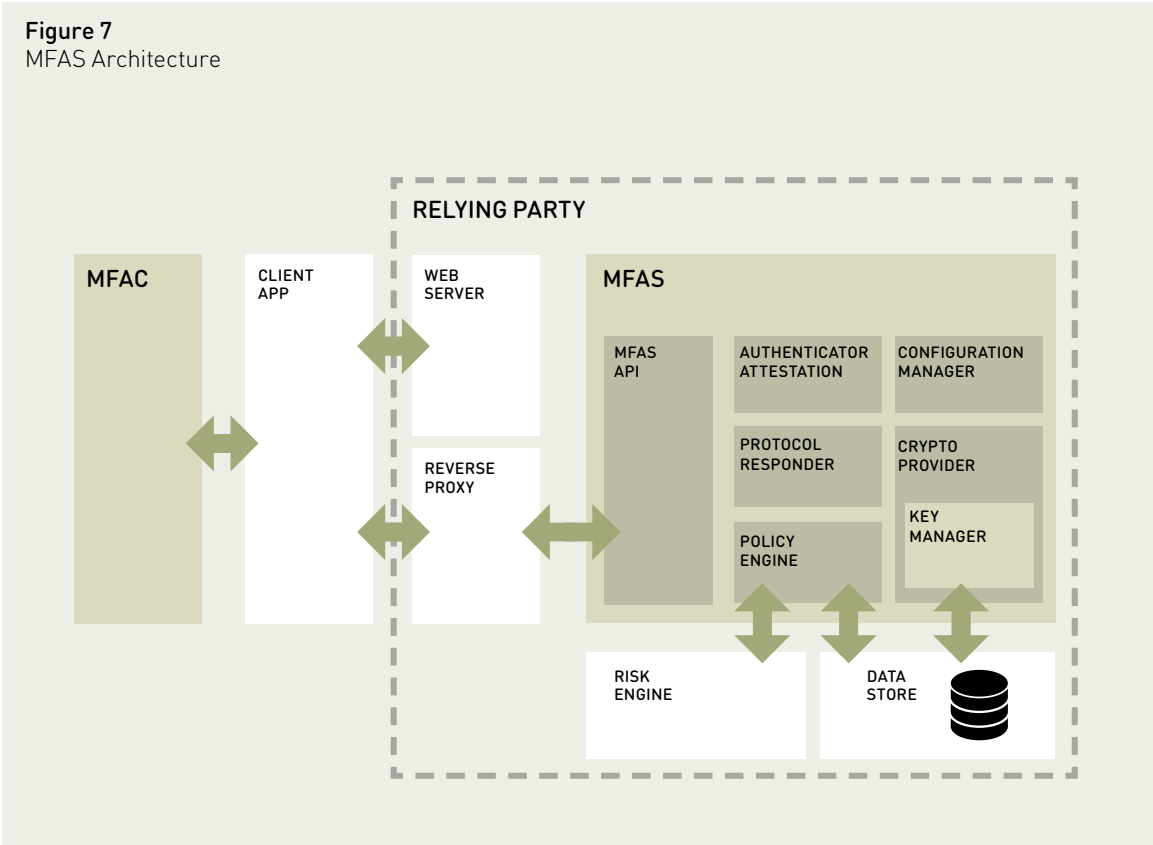 Figure 7
MFAS Architecture
RELYING PARTY
MFAC
CLIENT
APP
WEB
SERVER
REVERSE
PROXY
MFAS
MFAS
API
AUTHENTICATOR
ATTESTATION
CONFIGURATION
MANAGER
PROTOCOL
RESPONDER
CRYPTO
PROVIDER
KEY
MANAGER
POLICY
ENGINE
RISK
ENGINE
DATA
STORE